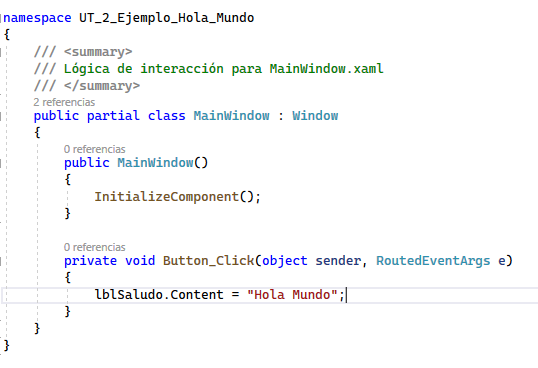 namespace UT_2_Ejemplo_Hola_Mundo
{
/// <summary>
/// Lógica de interacción para MainWindow.xaml
/// </summary>
2 referencias
public partial class MainWindow : Window
{
0 referencias
public MainWindow()
{
InitializeComponent();
}
0 referencias
private void Button_Click(object sender, RoutedEventArgs e)
{
lblSaludo.Content = "Hola Mundo";
}
}
}